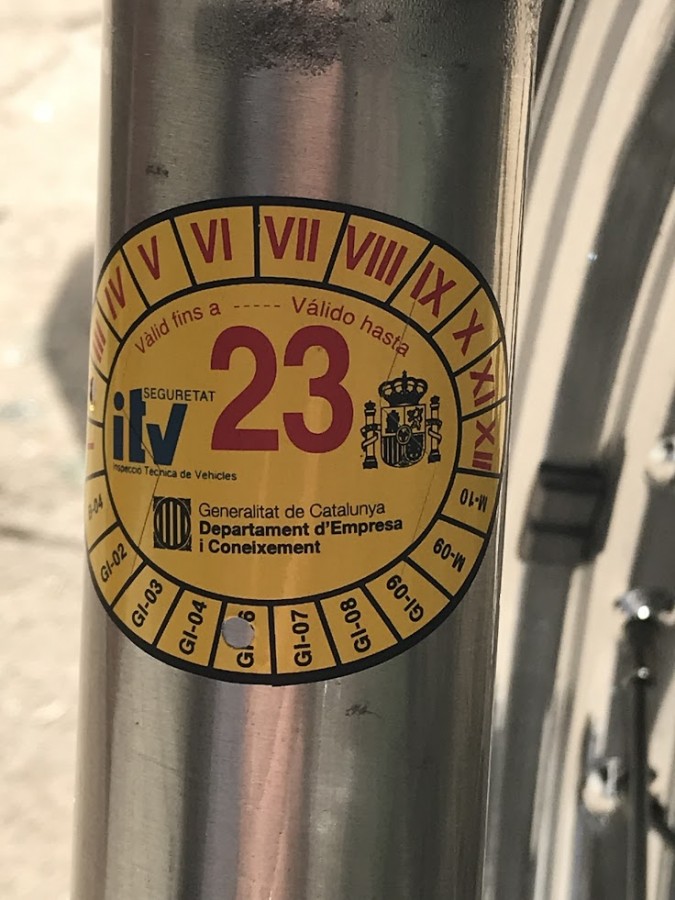 III
IV
V
VI
VII
VIII
IX
X
XI
XII
Vàlid fins a ----- Válido hasta
23
SEGURETAT
itv
Inspecció Tècnica de Vehicles
Generalitat de Catalunya
Departament d'Empresa
i Coneixement
M-10
M-09
GI-09
GI-08
GI-07
GI-04
GI-03
GI-02